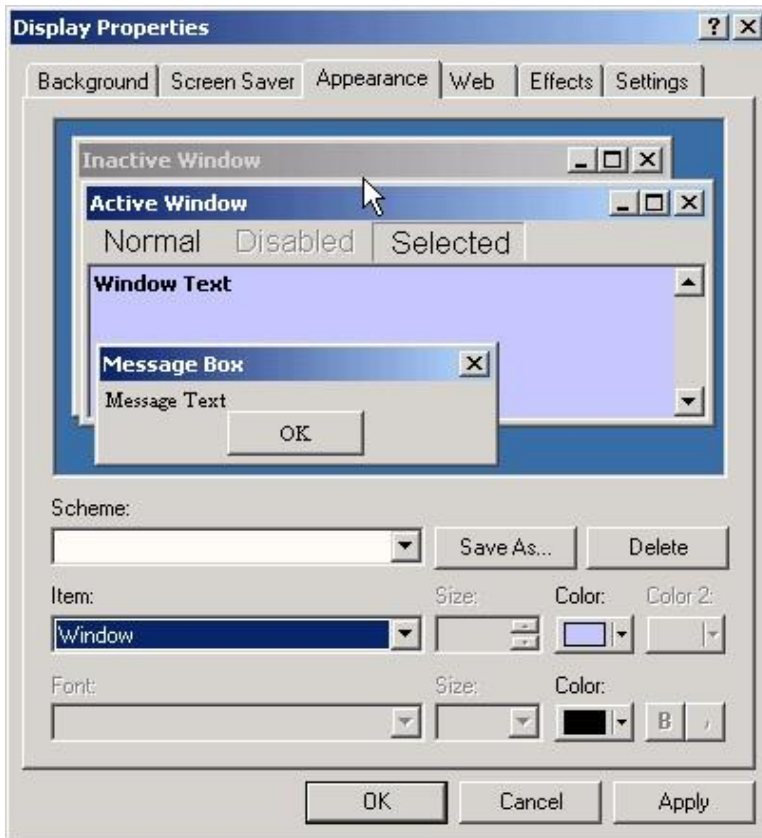 Display Properties
Background Screen Saver Appearance Web Effects Settings
Inactive Window
Active Window
Normal Disabled Selected
Window Text
Message Box
Message Text
OK
Scheme:
Save As... Delete
Item: Size: Color: Color 2:
Window
Font: Size: Color:
B
OK Cancel Apply